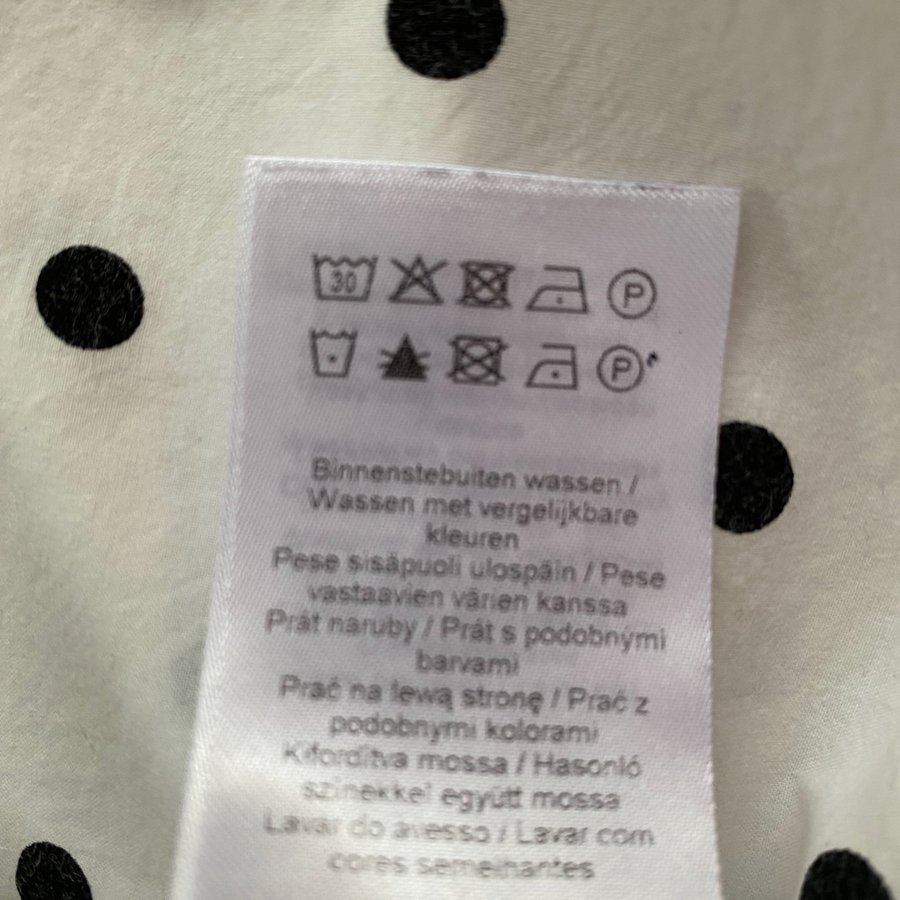 30 P
P
Binnenstebuiten wassen /
Wassen met vergelijkbare
kleuren
Pese sisäpuoli ulospäin / Pese
vastaavien värien kanssa
Prát naruby / Prát s podobnými
barvami
Prać na lewą stronę / Prać z
podobnymi kolorami
Kifordítva mossa / Hasonló
színekkel együtt mossa
Lavar do avesso / Lavar com
cores semelhantes